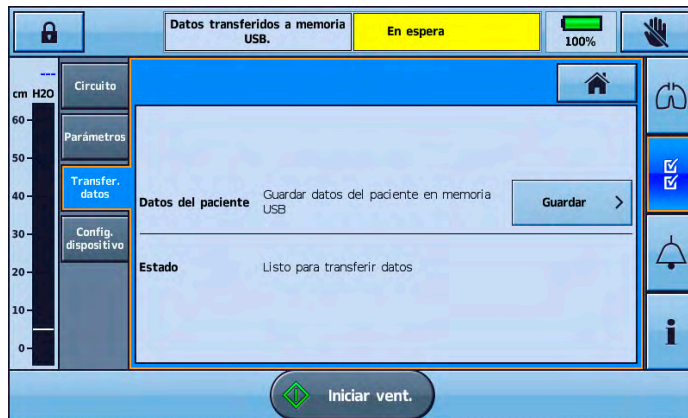 Datos transferidos a memoria
USB.
En espera
100%
---
cm H2O
60
50
40
30
20
10
0
Circuito
Parámetros
Transfer.
datos
Config.
dispositivo
Datos del paciente
Guardar datos del paciente en memoria
USB
Guardar
Estado
Listo para transferir datos
Iniciar vent.